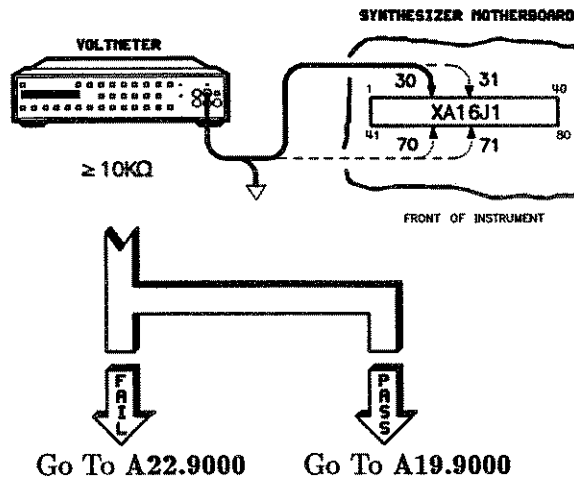 SYNTHESIZER MOTHERBOARD
VOLTMETER
30 31
1 40
XA16J1
41 80
70 71
≥ 10KΩ
FRONT OF INSTRUMENT
FAIL
PASS
Go To A22.9000
Go To A19.9000